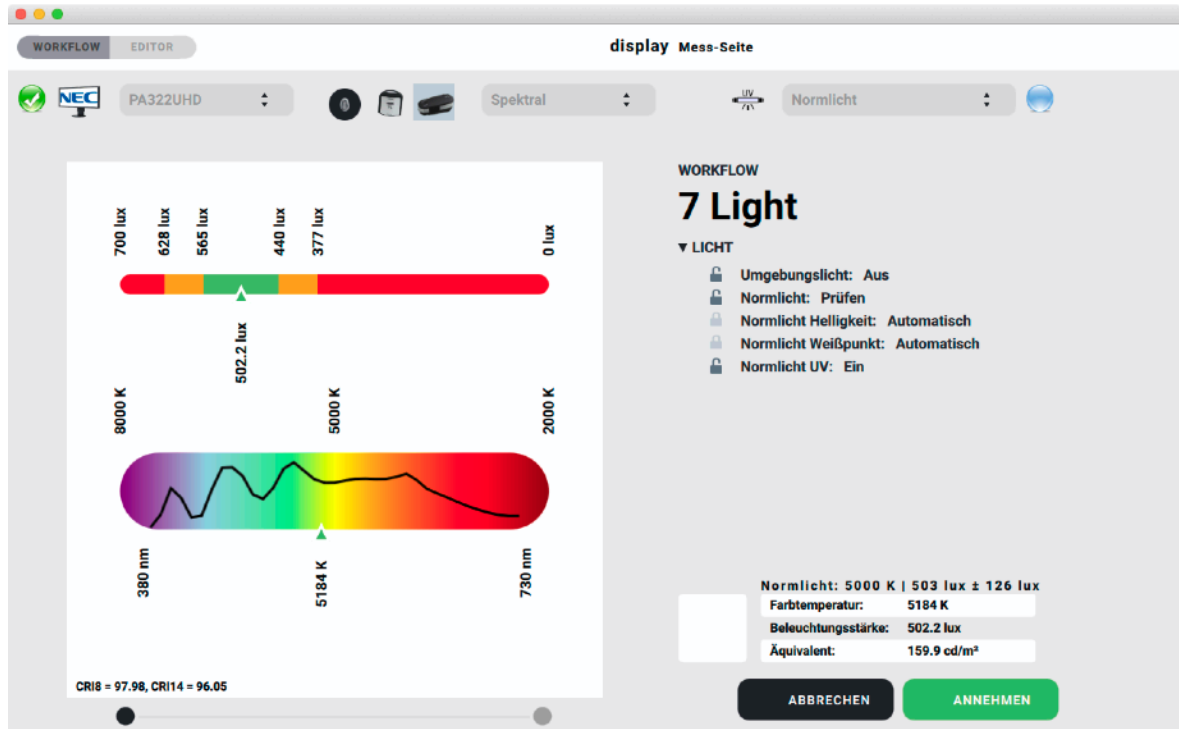 WORKFLOW EDITOR
display Mess-Seite
NEC PA322UHD Spektral UV Normlicht
700 lux 628 lux 565 lux 440 lux 377 lux 0 lux
502.2 lux
8000 K 5000 K 2000 K
380 nm 5184 K 730 nm
CRI8 = 97.98, CRI14 = 96.05
WORKFLOW
7 Light
▼ LICHT
Umgebungslicht: Aus
Normlicht: Prüfen
Normlicht Helligkeit: Automatisch
Normlicht Weißpunkt: Automatisch
Normlicht UV: Ein
Normlicht: 5000 K | 503 lux ± 126 lux
Farbtemperatur: 5184 K
Beleuchtungsstärke: 502.2 lux
Äquivalent: 159.9 cd/m²
ABBRECHEN ANNEHMEN